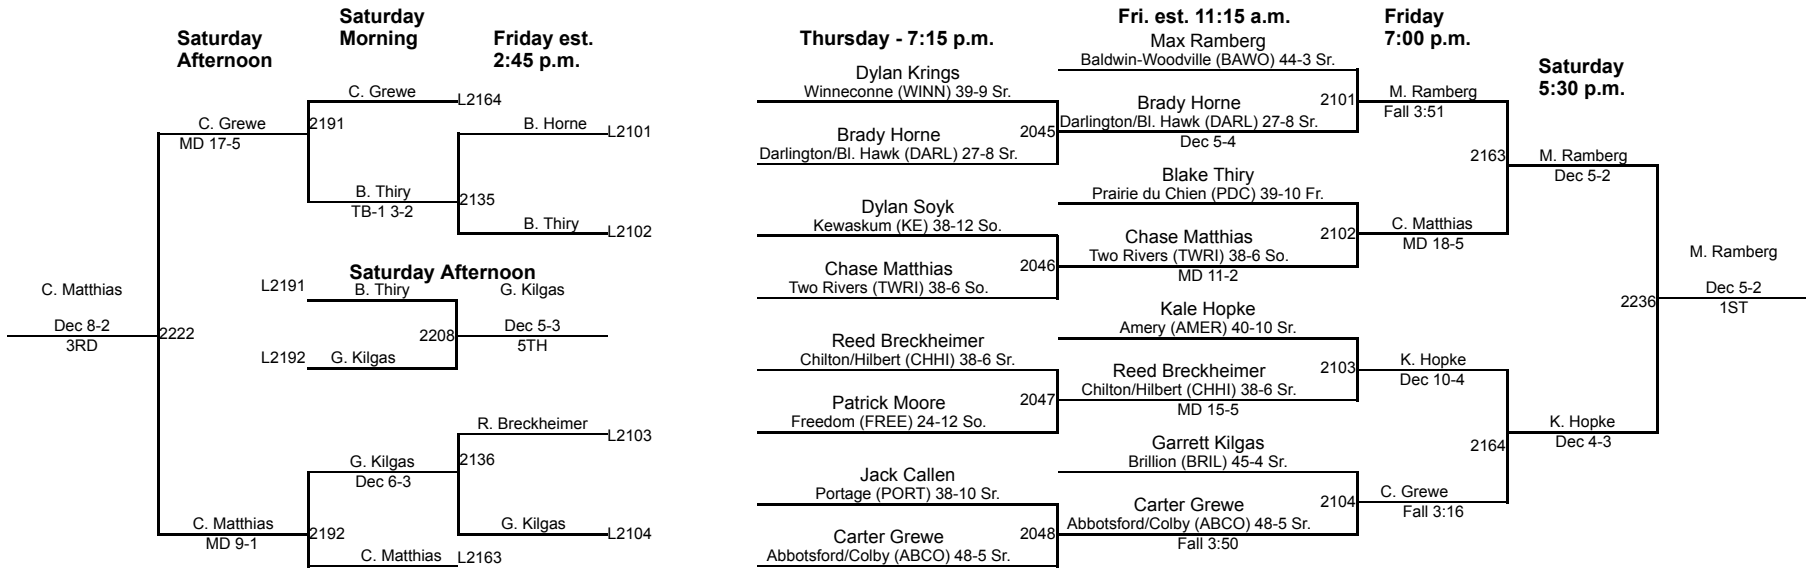 Saturday
Afternoon
Saturday
Morning
Friday est.
2:45 p.m.
C. Grewe
L2164
C. Grewe
2191
MD 17-5
B. Horne
L2101
B. Thiry
2135
TB-1 3-2
B. Thiry
L2102
Saturday Afternoon
C. Matthias
L2191
B. Thiry
G. Kilgas
Dec 8-2
2222
2208
Dec 5-3
3RD
5TH
L2192
G. Kilgas
R. Breckheimer
L2103
G. Kilgas
2136
Dec 6-3
C. Matthias
2192
MD 9-1
G. Kilgas
L2104
C. Matthias
L2163
Thursday - 7:15 p.m.
Dylan Krings
Winneconne (WINN) 39-9 Sr.
2045
Brady Horne
Darlington/Bl. Hawk (DARL) 27-8 Sr.
Dylan Soyk
Kewaskum (KE) 38-12 So.
2046
Chase Matthias
Two Rivers (TWRI) 38-6 So.
Reed Breckheimer
Chilton/Hilbert (CHHI) 38-6 Sr.
2047
Patrick Moore
Freedom (FREE) 24-12 So.
Jack Callen
Portage (PORT) 38-10 Sr.
2048
Carter Grewe
Abbotsford/Colby (ABCO) 48-5 Sr.
Fri. est. 11:15 a.m.
Max Ramberg
Baldwin-Woodville (BAWO) 44-3 Sr.
2101
Brady Horne
Darlington/Bl. Hawk (DARL) 27-8 Sr.
Dec 5-4
Blake Thiry
Prairie du Chien (PDC) 39-10 Fr.
2102
Chase Matthias
Two Rivers (TWRI) 38-6 So.
MD 11-2
Kale Hopke
Amery (AMER) 40-10 Sr.
2103
Reed Breckheimer
Chilton/Hilbert (CHHI) 38-6 Sr.
MD 15-5
Garrett Kilgas
Brillion (BRIL) 45-4 Sr.
2104
Carter Grewe
Abbotsford/Colby (ABCO) 48-5 Sr.
Fall 3:50
Friday
7:00 p.m.
M. Ramberg
Fall 3:51
2163
C. Matthias
MD 18-5
K. Hopke
Dec 10-4
2164
C. Grewe
Fall 3:16
Saturday
5:30 p.m.
M. Ramberg
Dec 5-2
2236
K. Hopke
Dec 4-3
M. Ramberg
Dec 5-2
1ST